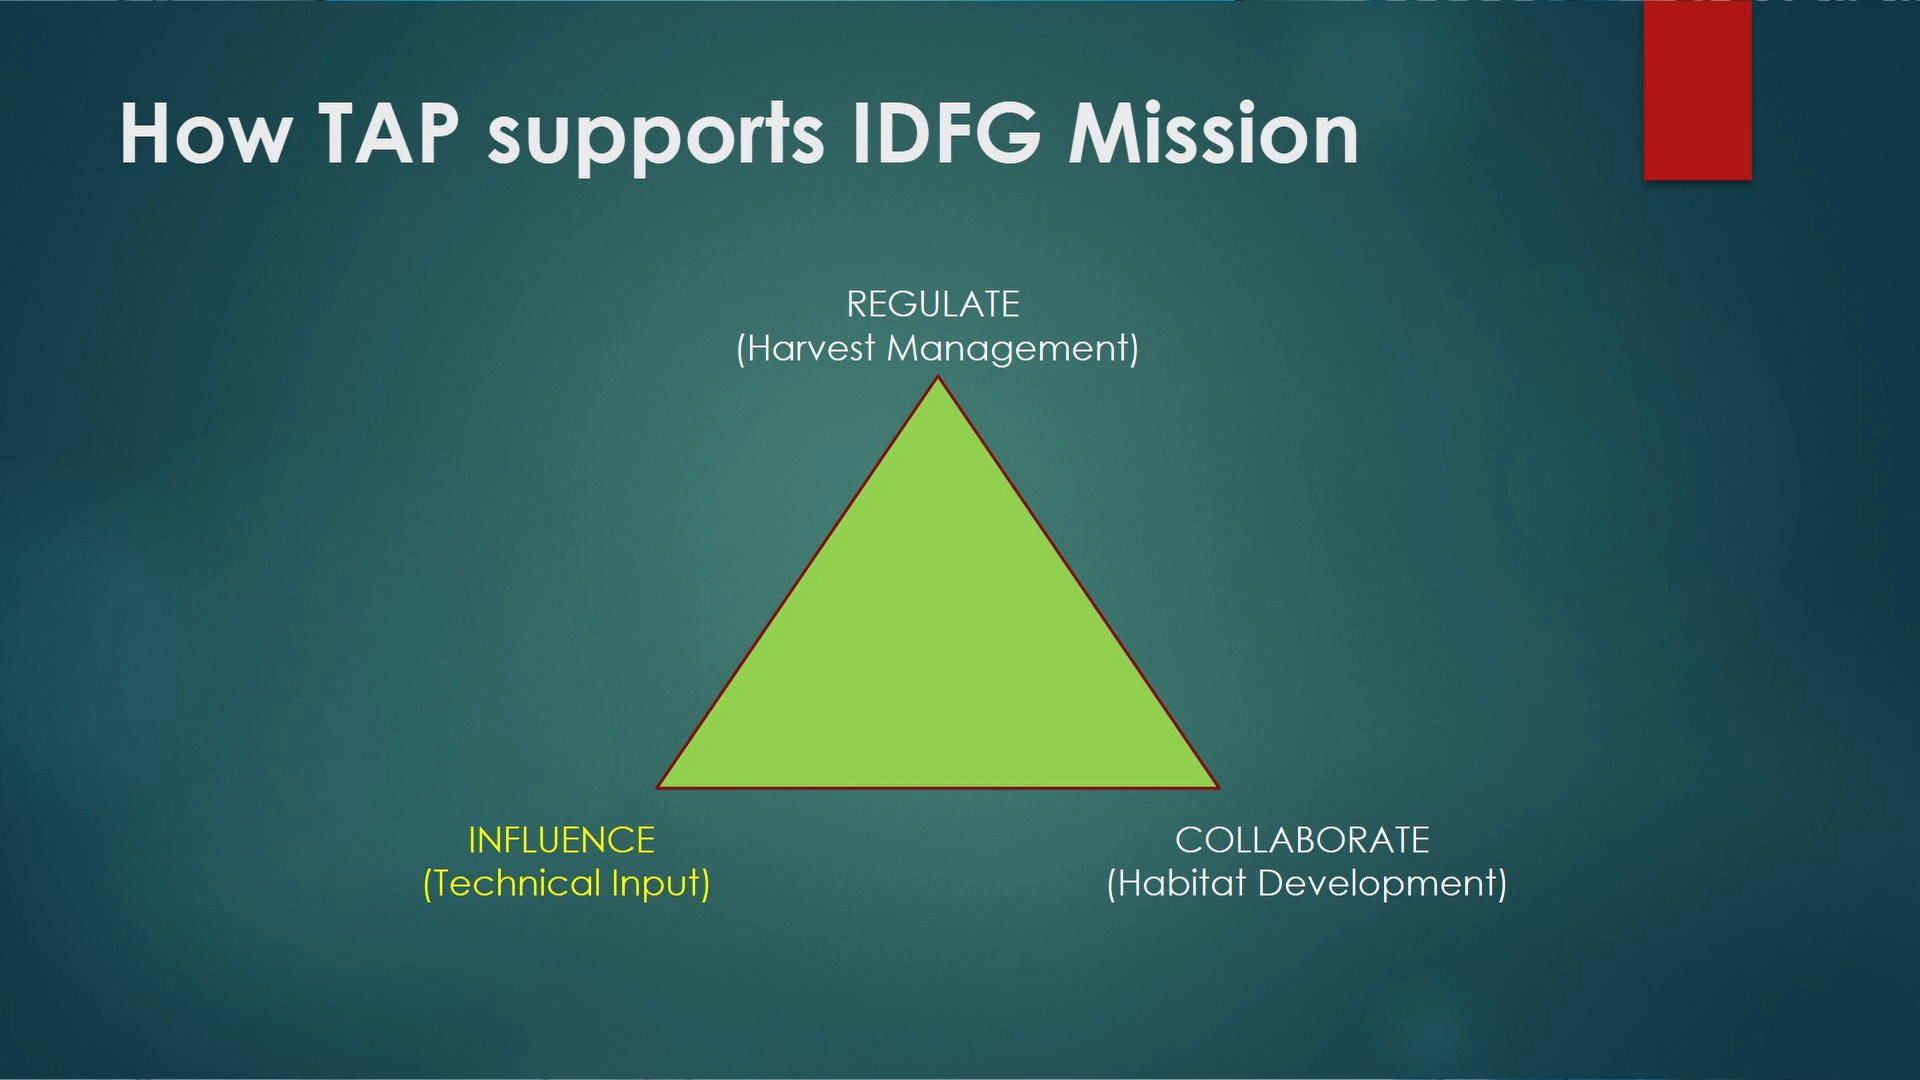 How TAP supports IDFG Mission
REGULATE
(Harvest Management)
INFLUENCE
(Technical Input)
COLLABORATE
(Habitat Development)